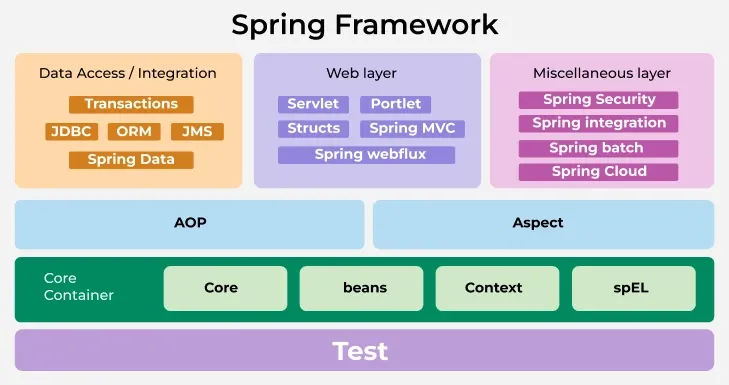 Spring Framework
Data Access / Integration
Transactions
JDBC
ORM
JMS
Spring Data
Web layer
Servlet
Portlet
Structs
Spring MVC
Spring webflux
Miscellaneous layer
Spring Security
Spring integration
Spring batch
Spring Cloud
AOP
Aspect
Core
Container
Core
beans
Context
spEL
Test